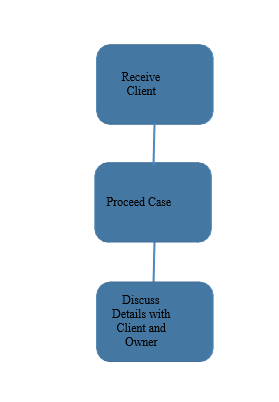 Receive
Client
Proceed Case
Discuss
Details with
Client and
Owner